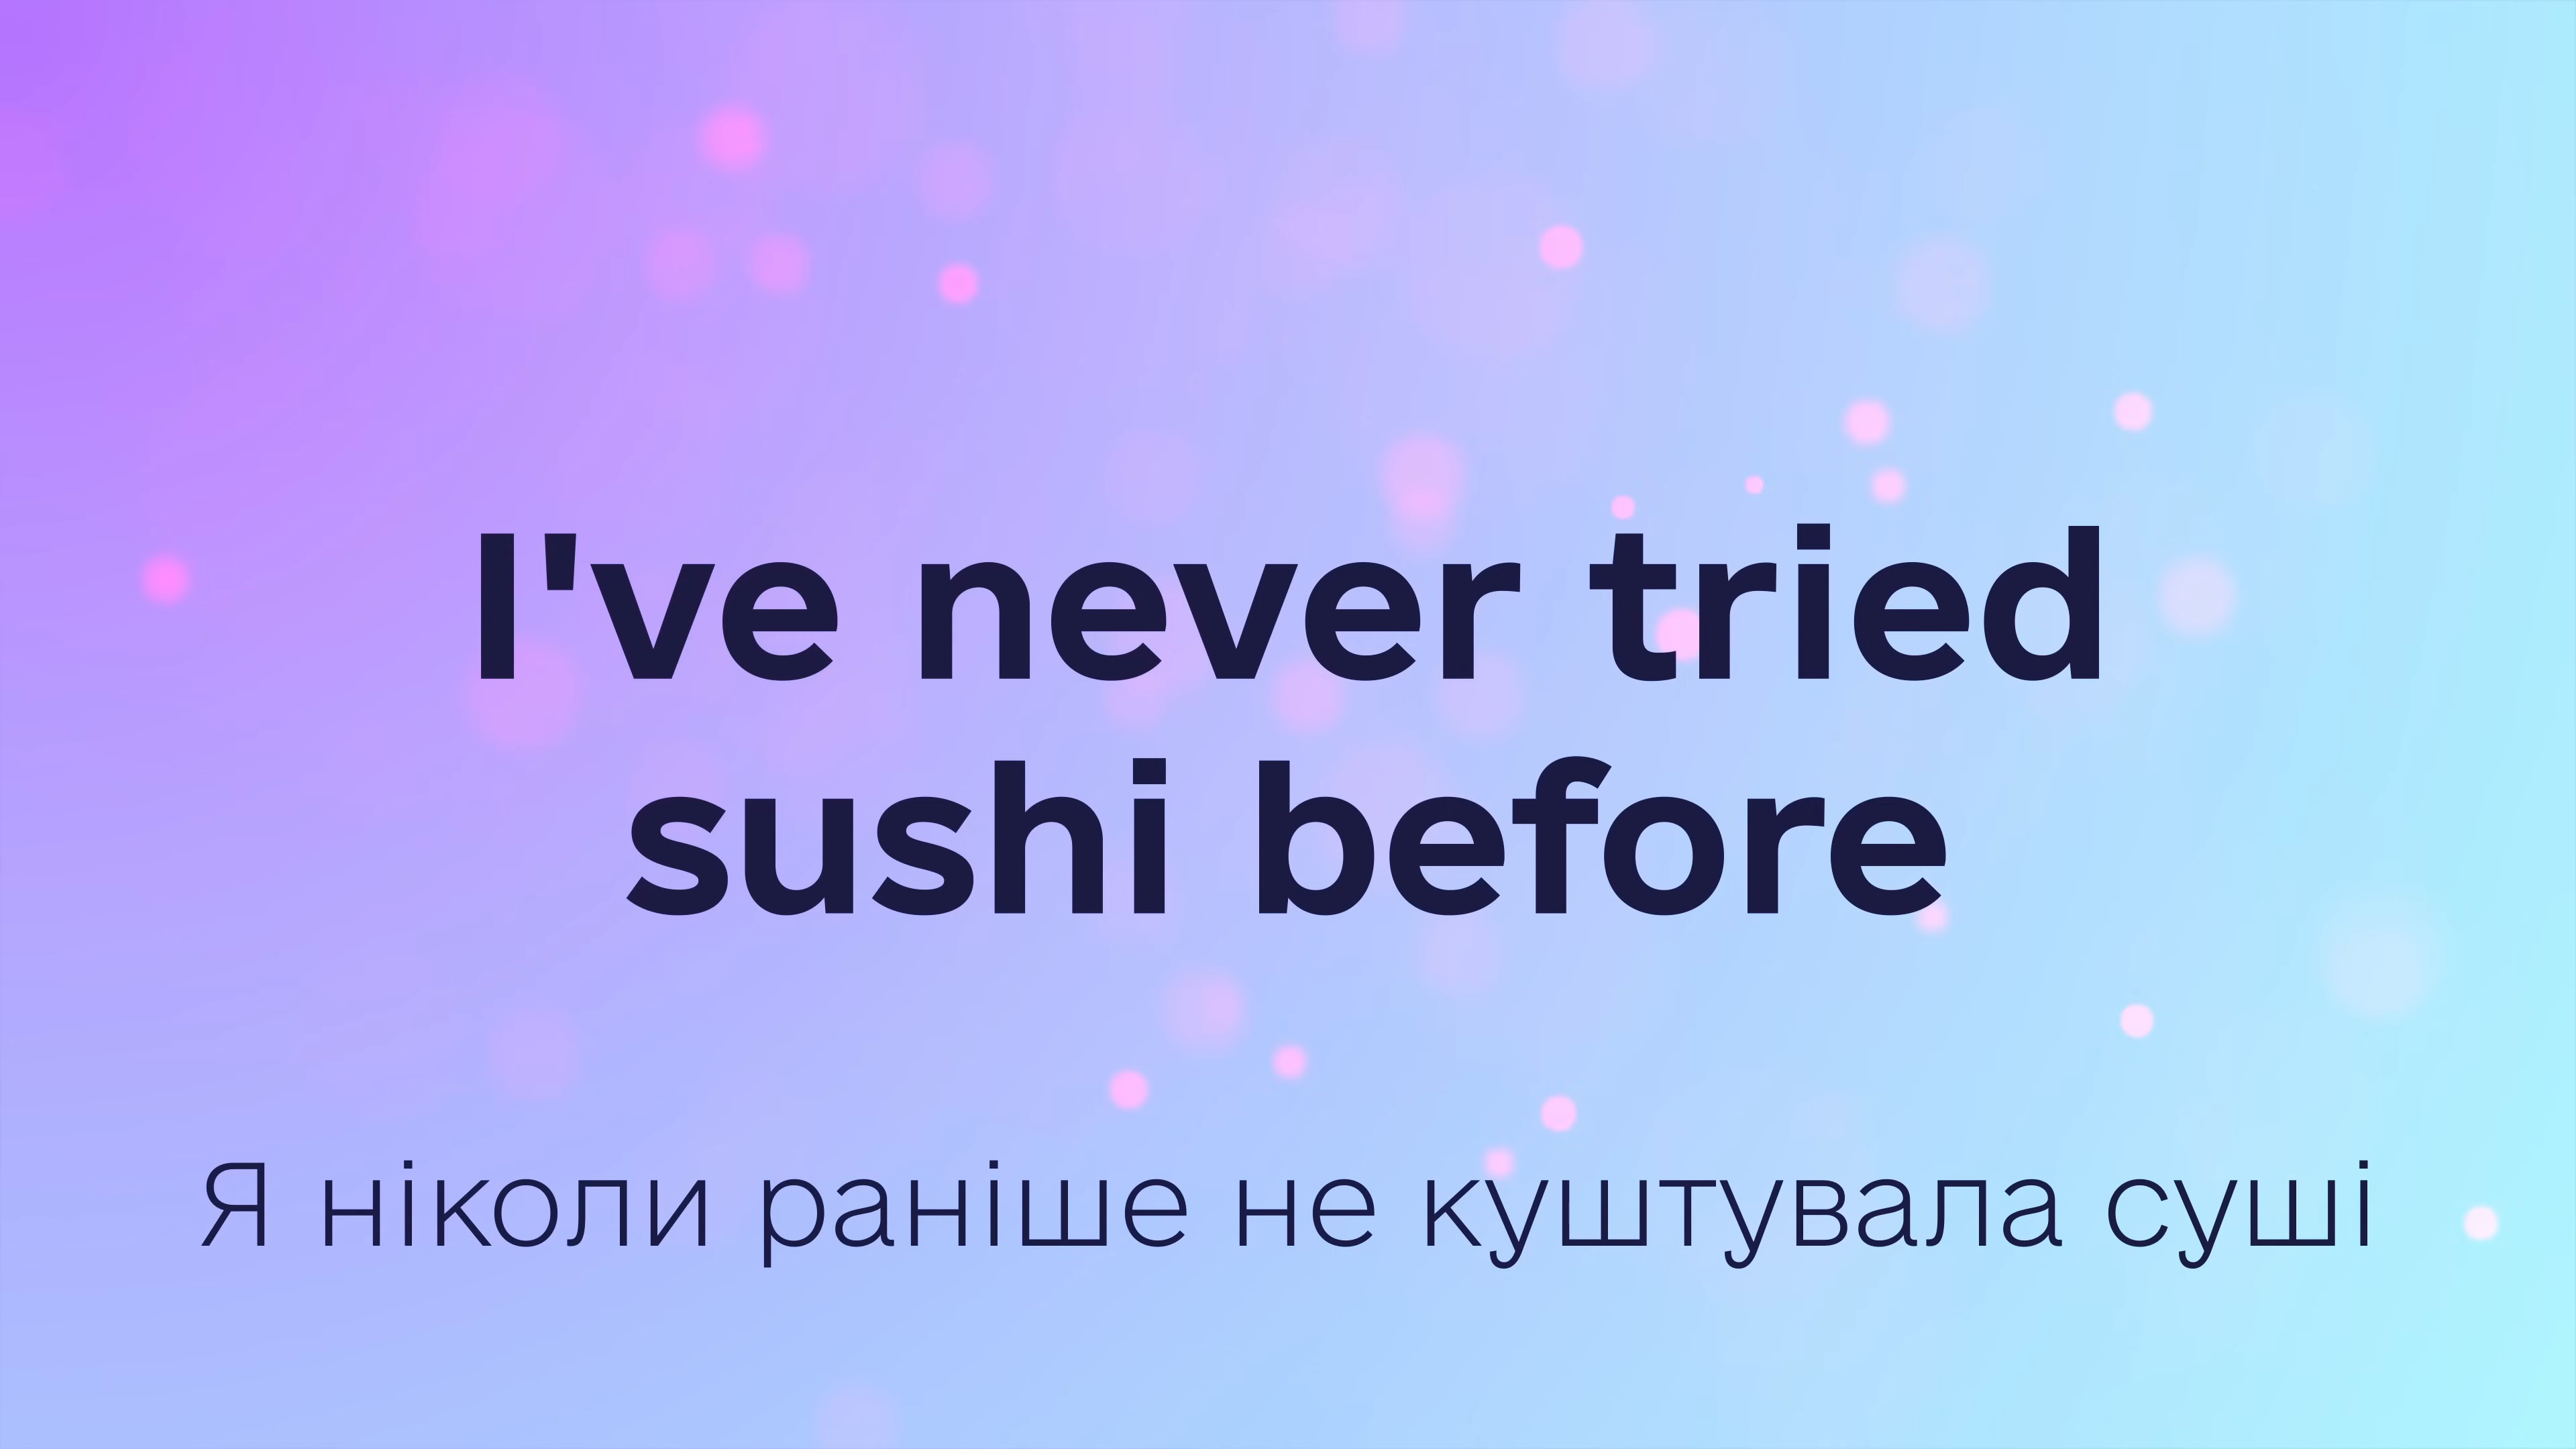 I've never tried
sushi before
Я ніколи раніше не куштувала суші